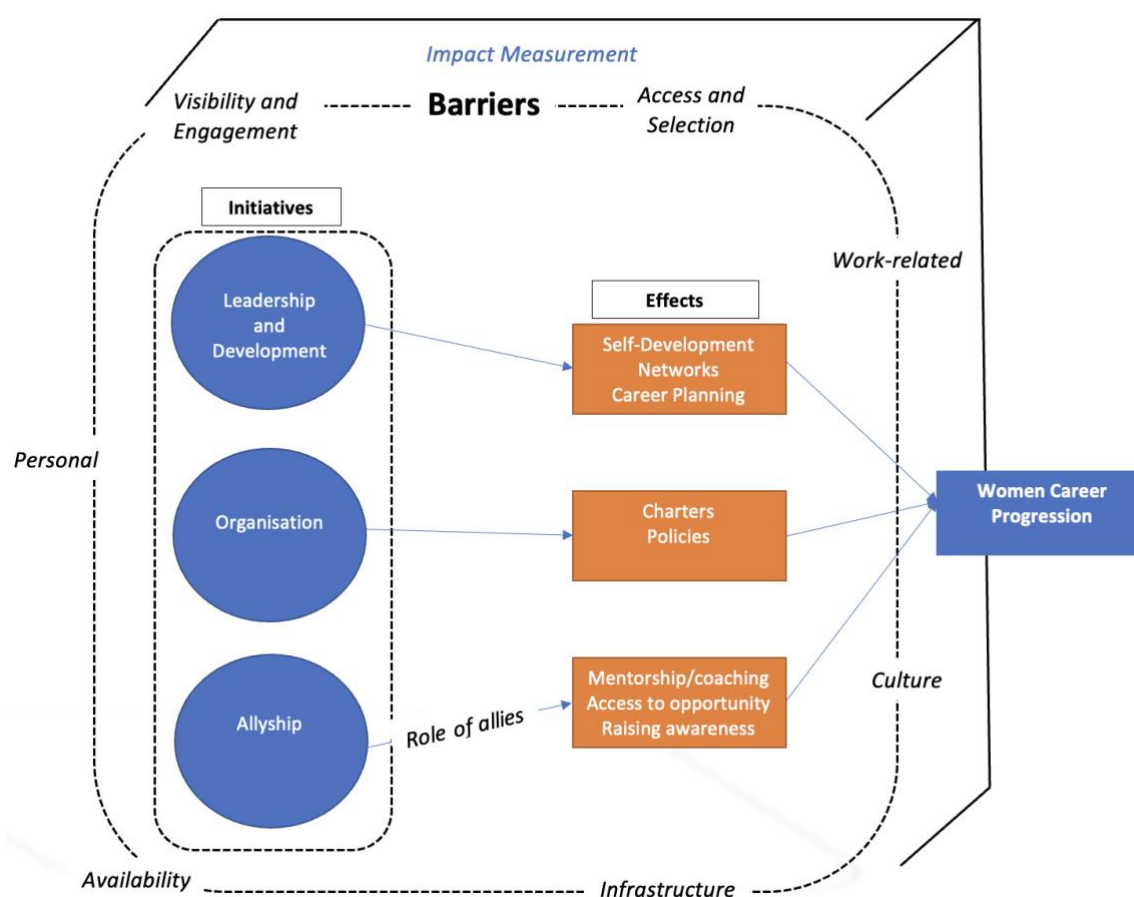 Impact Measurement
Visibility and
Engagement
Barriers
Access and
Selection
Initiatives
Work-related
Leadership
and
Development
Effects
Self-Development
Networks
Career Planning
Personal
Organisation
Charters
Policies
Women Career
Progression
Allyship
Role of allies
Mentorship/coaching
Access to opportunity
Raising awareness
Culture
Availability
Infrastructure